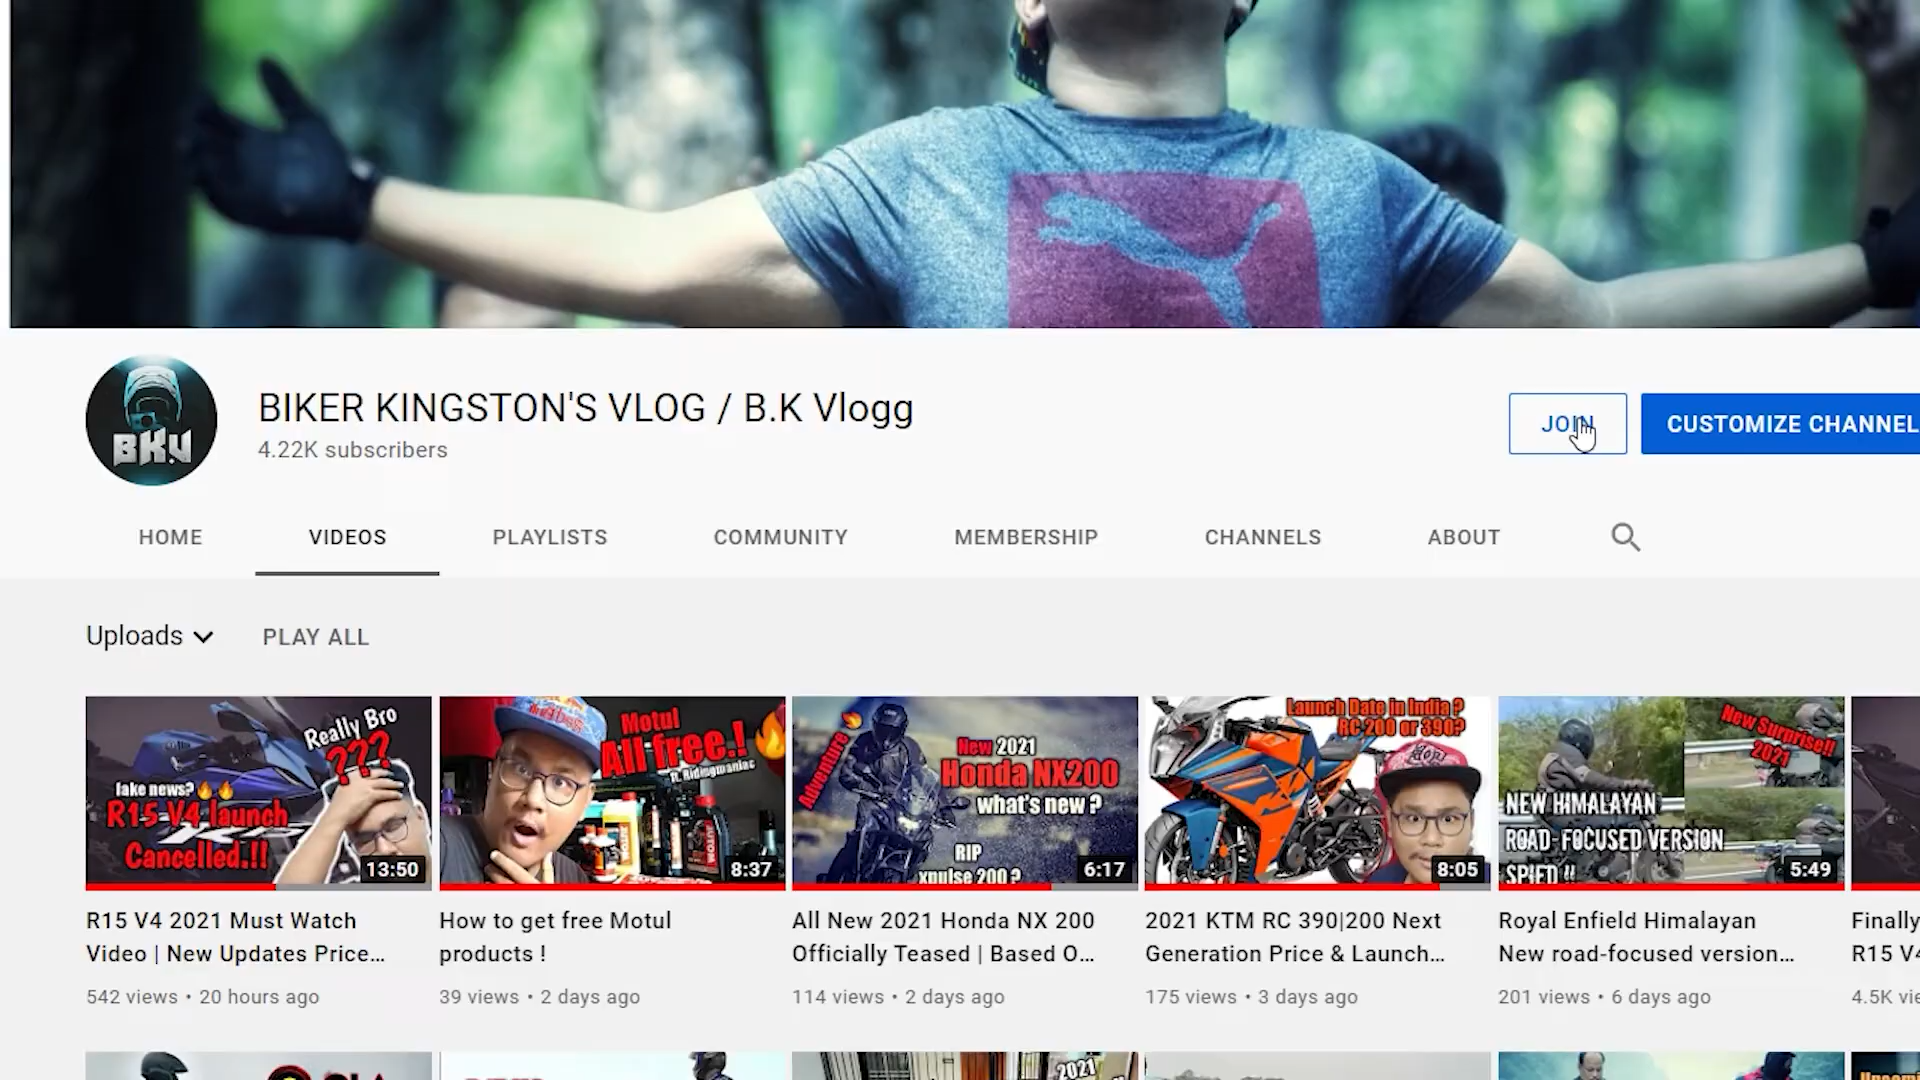 BIKER KINGSTON'S VLOG / B.K Vlogg
4.22K subscribers
JOIN
CUSTOMIZE CHANNEL
BKV
HOME
VIDEOS
PLAYLISTS
COMMUNITY
MEMBERSHIP
CHANNELS
ABOUT
Uploads
PLAY ALL
Really Bro
???
fake news?
R15 V4 launch
Cancelled.!!
13:50
Motul
All free.!
ft. Ridingmaniac
8:37
Adventure
New 2021
Honda NX200
what's new ?
RIP
xpulse 200 ?
6:17
Launch Date in India ?
RC 200 or 390?
8:05
New Surprise!!
2021
NEW HIMALAYAN
ROAD-FOCUSED VERSION
SPIED !!
5:49
R15 V4 2021 Must Watch
Video | New Updates Price...
542 views • 20 hours ago
How to get free Motul
products !
39 views • 2 days ago
All New 2021 Honda NX 200
Officially Teased | Based O...
114 views • 2 days ago
2021 KTM RC 390|200 Next
Generation Price & Launch...
175 views • 3 days ago
Royal Enfield Himalayan
New road-focused version...
201 views • 6 days ago
Finally
R15 V4
4.5K
2021